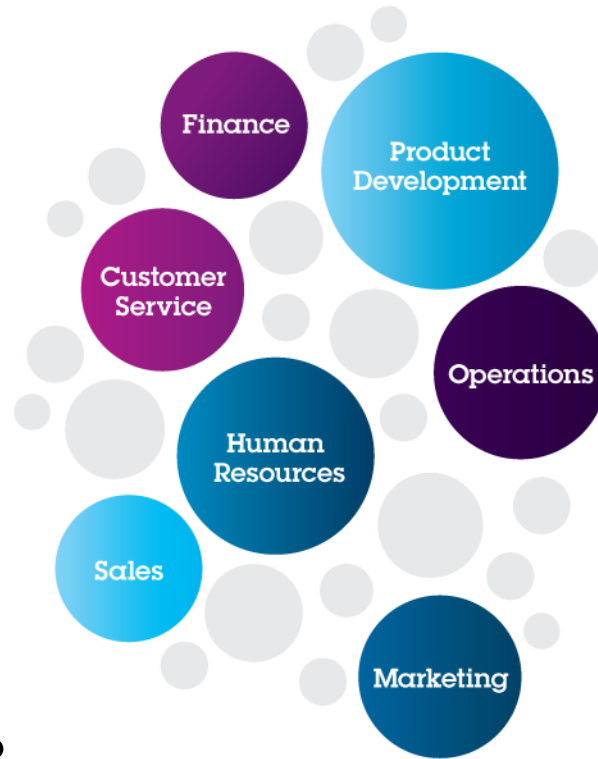 Finance
Product
Development
Customer
Service
Operations
Human
Resources
Sales
Marketing